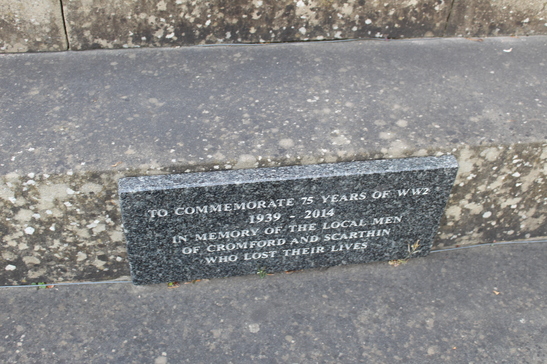 TO COMMEMORATE 75 YEARS OF WW2
1939 - 2014
IN MEMORY OF THE LOCAL MEN
OF CROMFORD AND SCARTHIN
WHO LOST THEIR LIVES